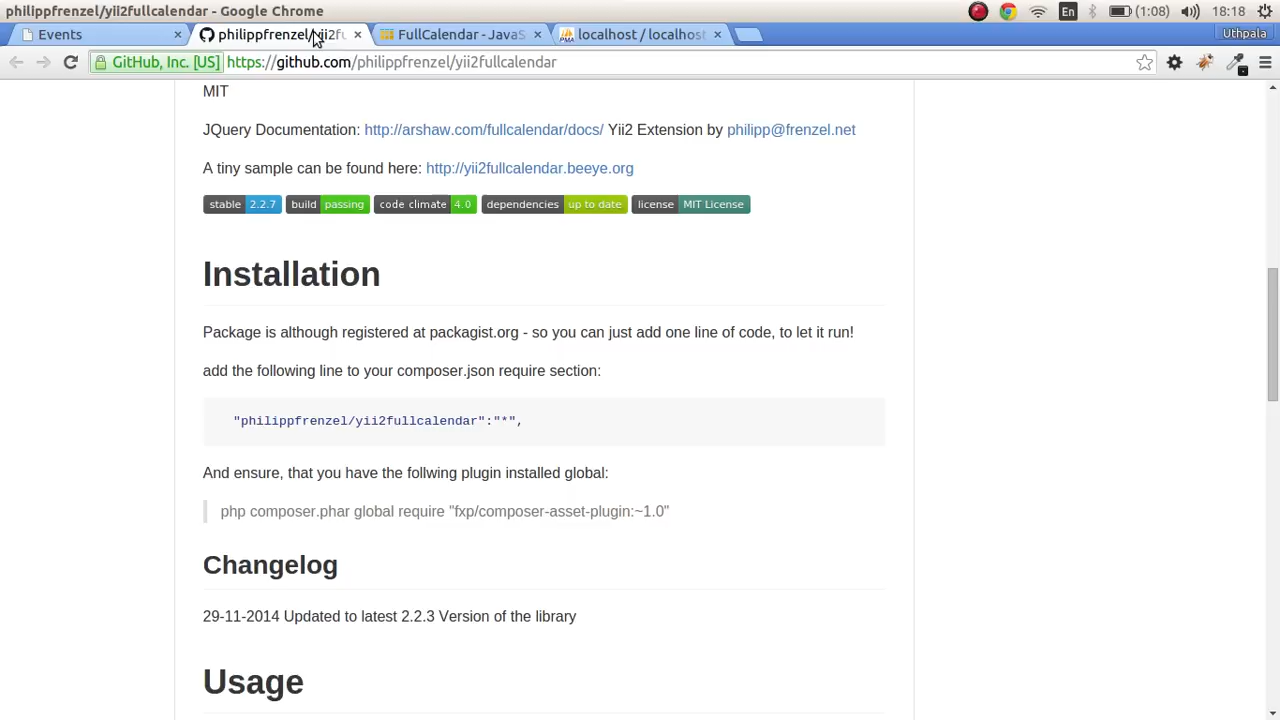 philippfrenzel/yii2fullcalendar - Google Chrome
En
(1:08)
18:18
Events
philippfrenzel/yii2fu
FullCalendar - JavaS
localhost / localhost
Uthpala
GitHub, Inc. [US]
https://github.com/philippfrenzel/yii2fullcalendar
MIT
JQuery Documentation: http://arshaw.com/fullcalendar/docs/ Yii2 Extension by philipp@frenzel.net
A tiny sample can be found here: http://yii2fullcalendar.beeye.org
stable 2.2.7 build passing code climate 4.0 dependencies up to date license MIT License
Installation
Package is although registered at packagist.org - so you can just add one line of code, to let it run!
add the following line to your composer.json require section:
"philippfrenzel/yii2fullcalendar":"*",
And ensure, that you have the follwing plugin installed global:
php composer.phar global require "fxp/composer-asset-plugin:~1.0"
Changelog
29-11-2014 Updated to latest 2.2.3 Version of the library
Usage